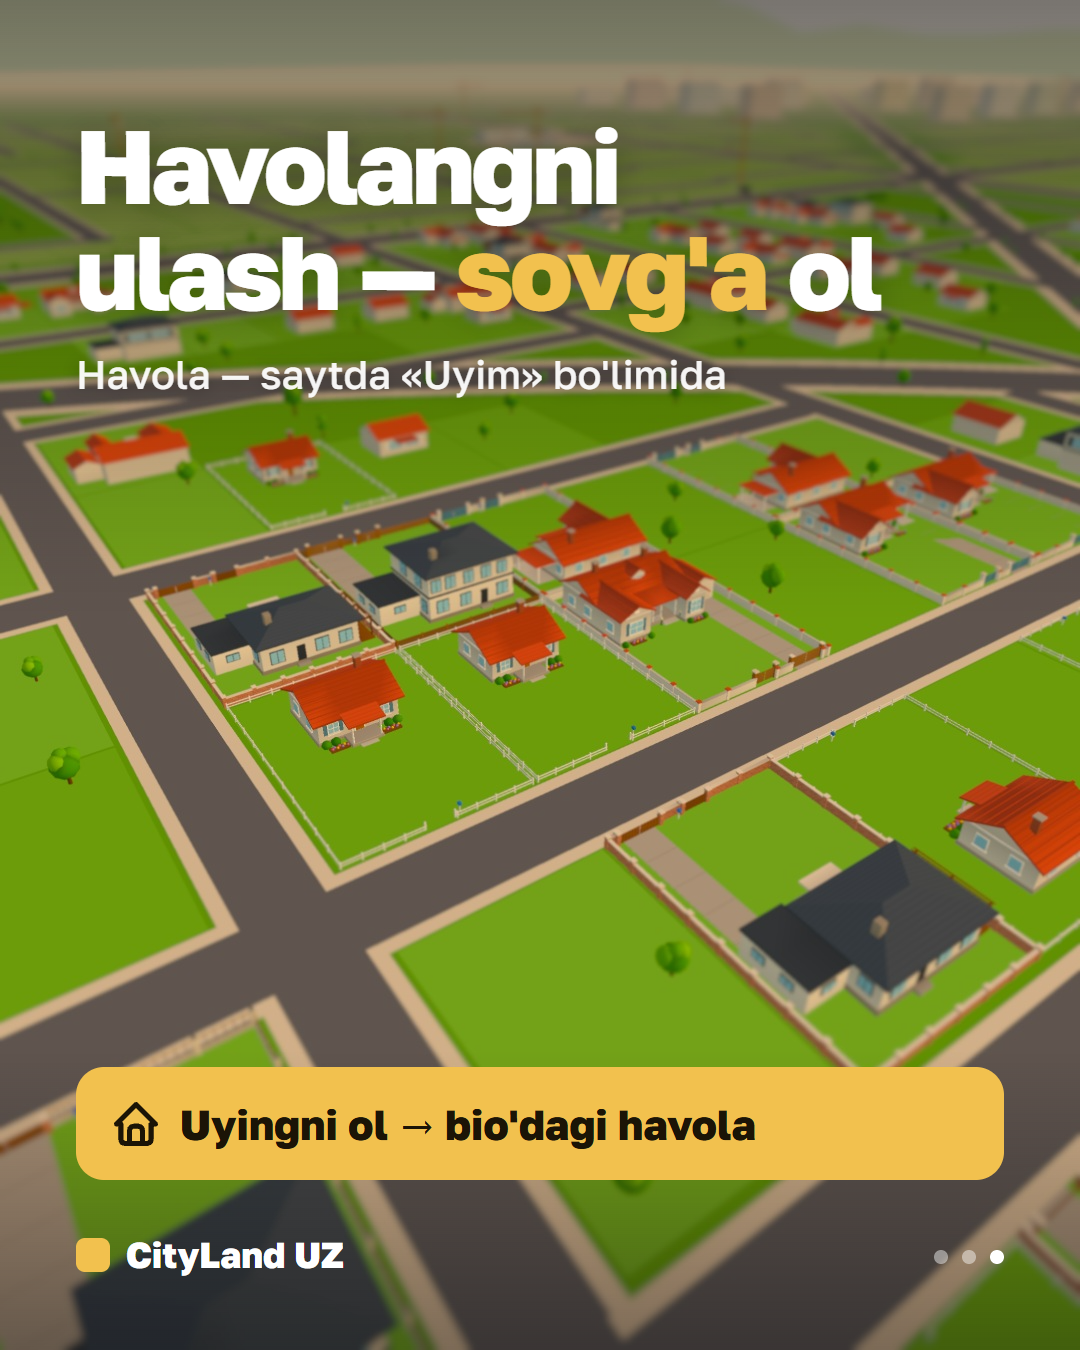 Havolangni
ulash – sovg'a ol
Havola – saytda «Uyim» bo'limida
Uyingni ol → bio'dagi havola
CityLand UZ